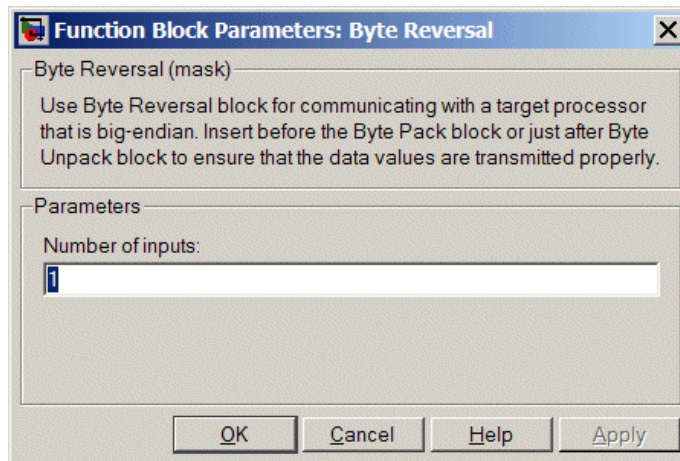 Function Block Parameters: Byte Reversal
Byte Reversal (mask)
Use Byte Reversal block for communicating with a target processor
that is big-endian. Insert before the Byte Pack block or just after Byte
Unpack block to ensure that the data values are transmitted properly.
Parameters
Number of inputs:
1
OK Cancel Help Apply